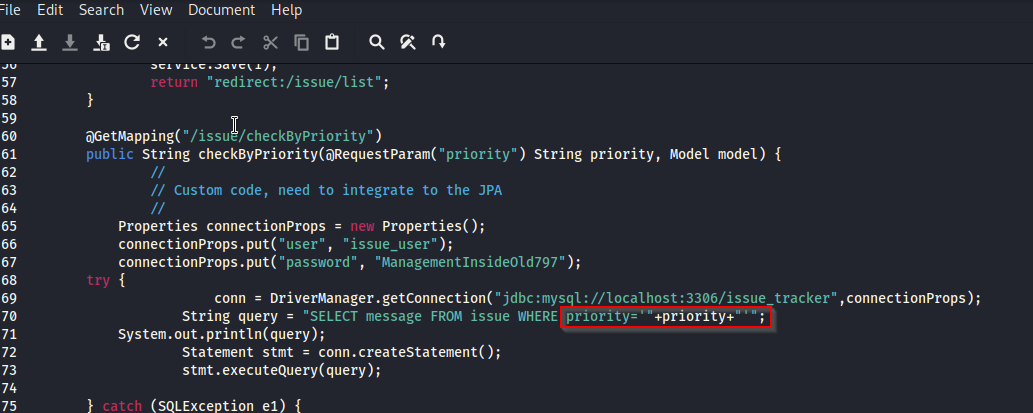 File Edit Search View Document Help
56 service.Save(i);
57 return "redirect:/issue/list";
58 }
59
60 @GetMapping("/issue/checkByPriority")
61 public String checkByPriority(@RequestParam("priority") String priority, Model model) {
62 //
63 // Custom code, need to integrate to the JPA
64 //
65 Properties connectionProps = new Properties();
66 connectionProps.put("user", "issue_user");
67 connectionProps.put("password", "ManagementInsideOld797");
68 try {
69 conn = DriverManager.getConnection("jdbc:mysql://localhost:3306/issue_tracker",connectionProps);
70 String query = "SELECT message FROM issue WHERE priority='"+priority+"'";
71 System.out.println(query);
72 Statement stmt = conn.createStatement();
73 stmt.executeQuery(query);
74
75 } catch (SQLException e1) {